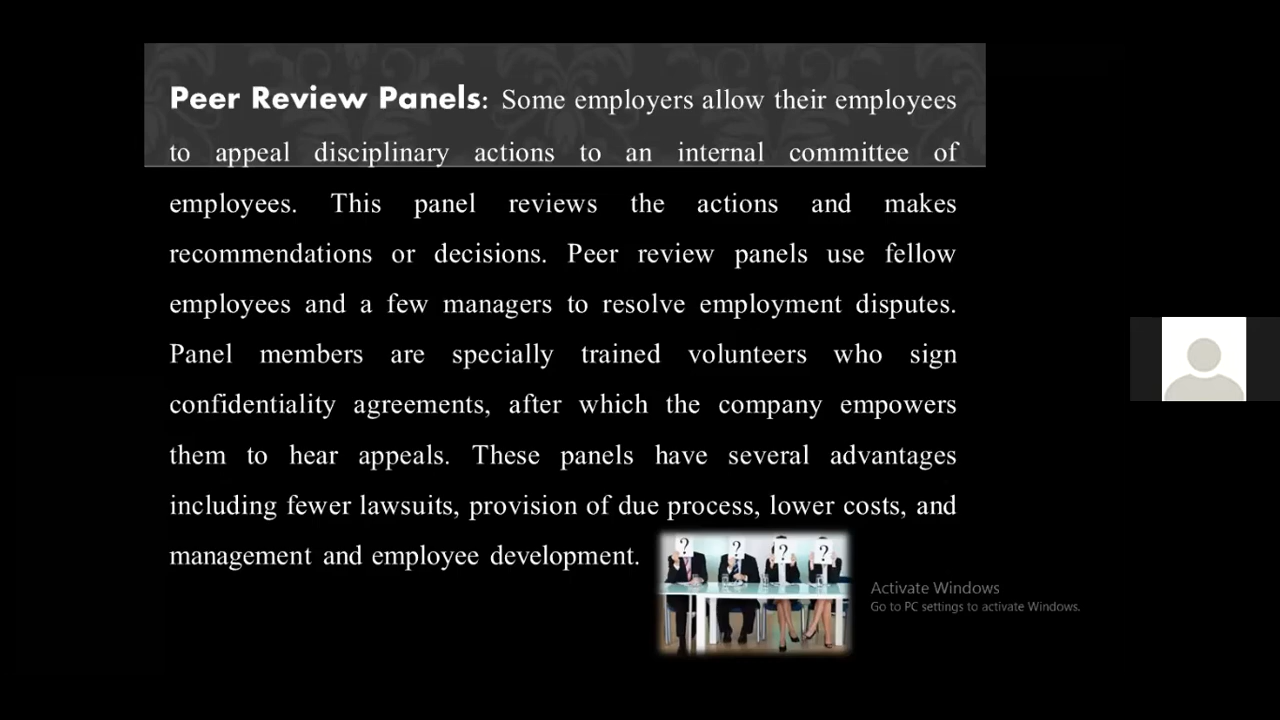 Peer Review Panels: Some employers allow their employees
to appeal disciplinary actions to an internal committee of
employees. This panel reviews the actions and makes
recommendations or decisions. Peer review panels use fellow
employees and a few managers to resolve employment disputes.
Panel members are specially trained volunteers who sign
confidentiality agreements, after which the company empowers
them to hear appeals. These panels have several advantages
including fewer lawsuits, provision of due process, lower costs, and
management and employee development.
? ? ? ?
Activate Windows
Go to PC settings to activate Windows.